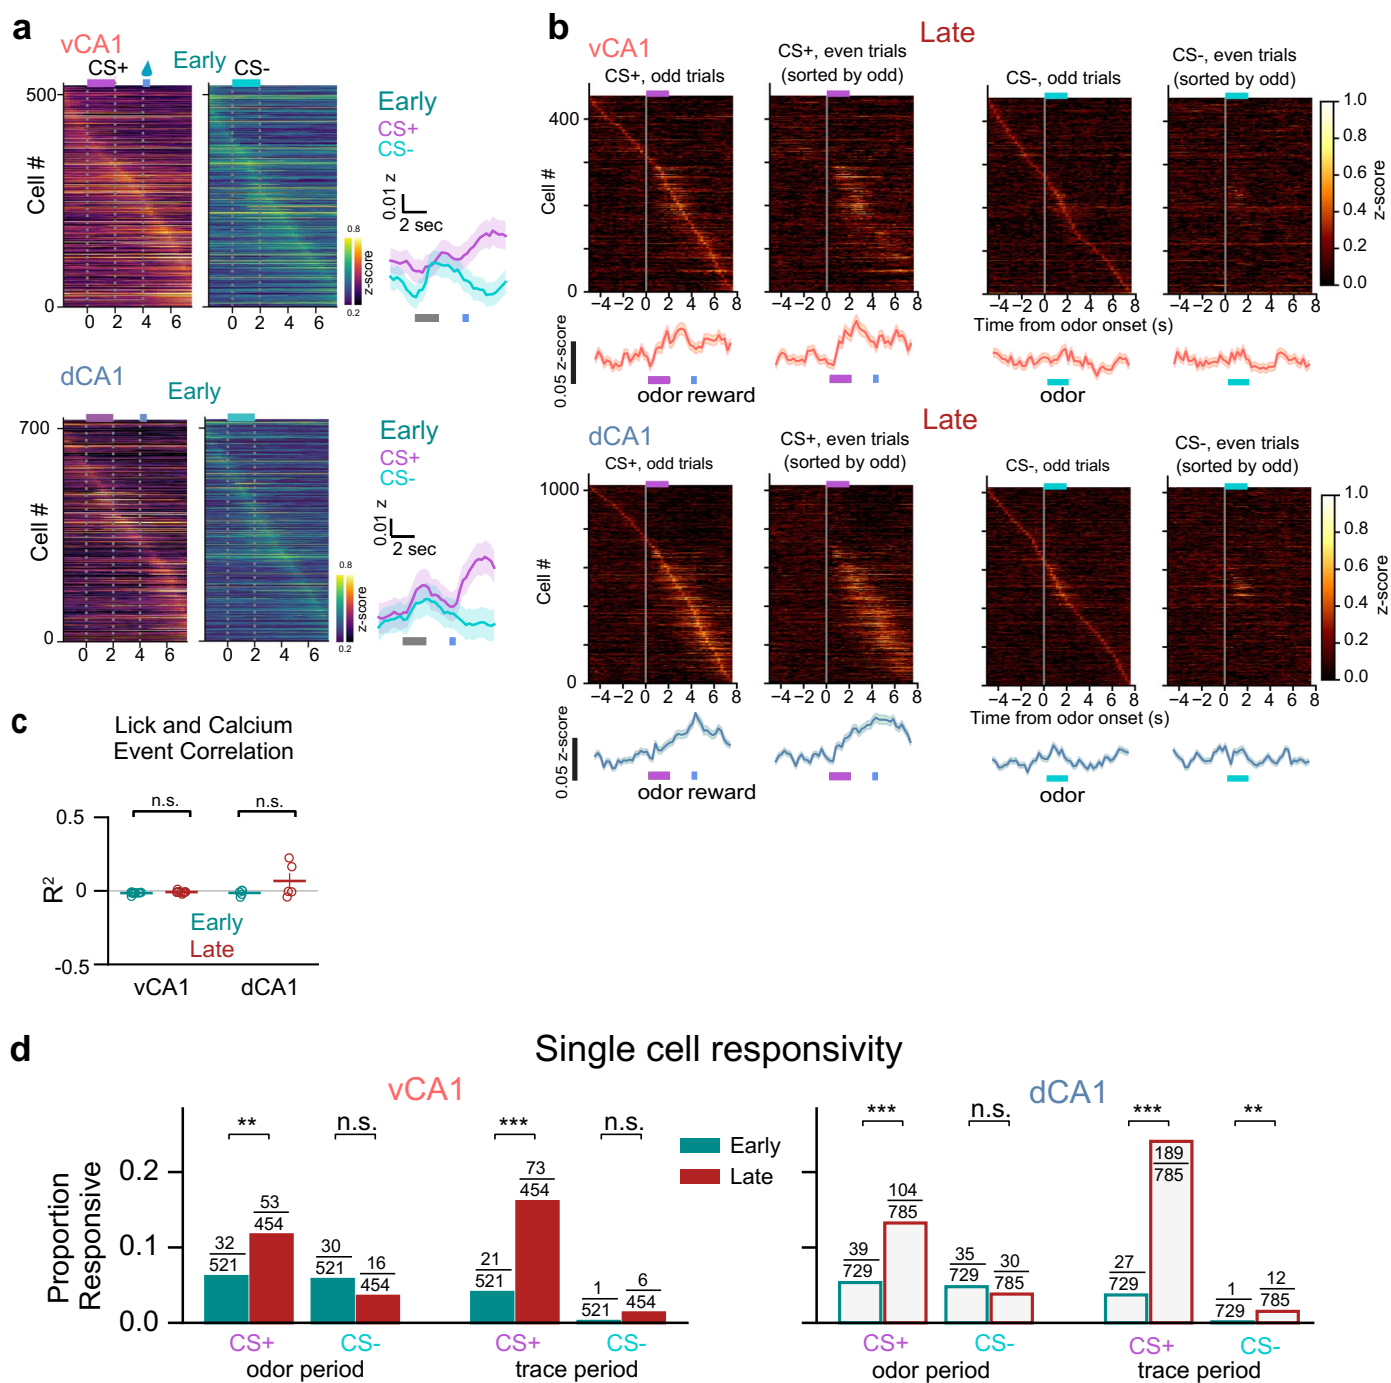 a
vCA1
CS+
Early
CS-
500
Cell #
0
0 2 4 6
0 2 4 6
0.8
z-score
0.2
Early
CS+
CS-
0.01 z
2 sec
dCA1
Early
700
Cell #
0
0 2 4 6
0 2 4 6
0.8
z-score
0.2
Early
CS+
CS-
0.01 z
2 sec
b
vCA1
Late
CS+, odd trials
CS+, even trials
(sorted by odd)
CS-, odd trials
CS-, even trials
(sorted by odd)
400
200
0
Cell #
−4 −2 0 2 4 6 8
−4 −2 0 2 4 6 8
−4 −2 0 2 4 6 8
−4 −2 0 2 4 6 8
Time from odor onset (s)
1.0
0.8
0.6
0.4
0.2
0.0
z-score
0.05 z-score
odor reward
odor
dCA1
Late
CS+, odd trials
CS+, even trials
(sorted by odd)
CS-, odd trials
CS-, even trials
(sorted by odd)
1000
800
600
400
200
0
Cell #
−4 −2 0 2 4 6 8
−4 −2 0 2 4 6 8
−4 −2 0 2 4 6 8
−4 −2 0 2 4 6 8
Time from odor onset (s)
1.0
0.8
0.6
0.4
0.2
0.0
z-score
0.05 z-score
odor reward
odor
c
Lick and Calcium
Event Correlation
n.s.
n.s.
0.5
0
-0.5
R2
Early
Late
vCA1
dCA1
d
Single cell responsivity
vCA1
dCA1
Proportion
Responsive
0.2
0.1
0.0
**
n.s.
***
n.s.
32
521
53
454
30
521
16
454
21
521
73
454
1
521
6
454
CS+
CS-
CS+
CS-
odor period
trace period
Early
Late
***
n.s.
***
**
39
729
104
785
35
729
30
785
27
729
189
785
1
729
12
785
CS+
CS-
CS+
CS-
odor period
trace period